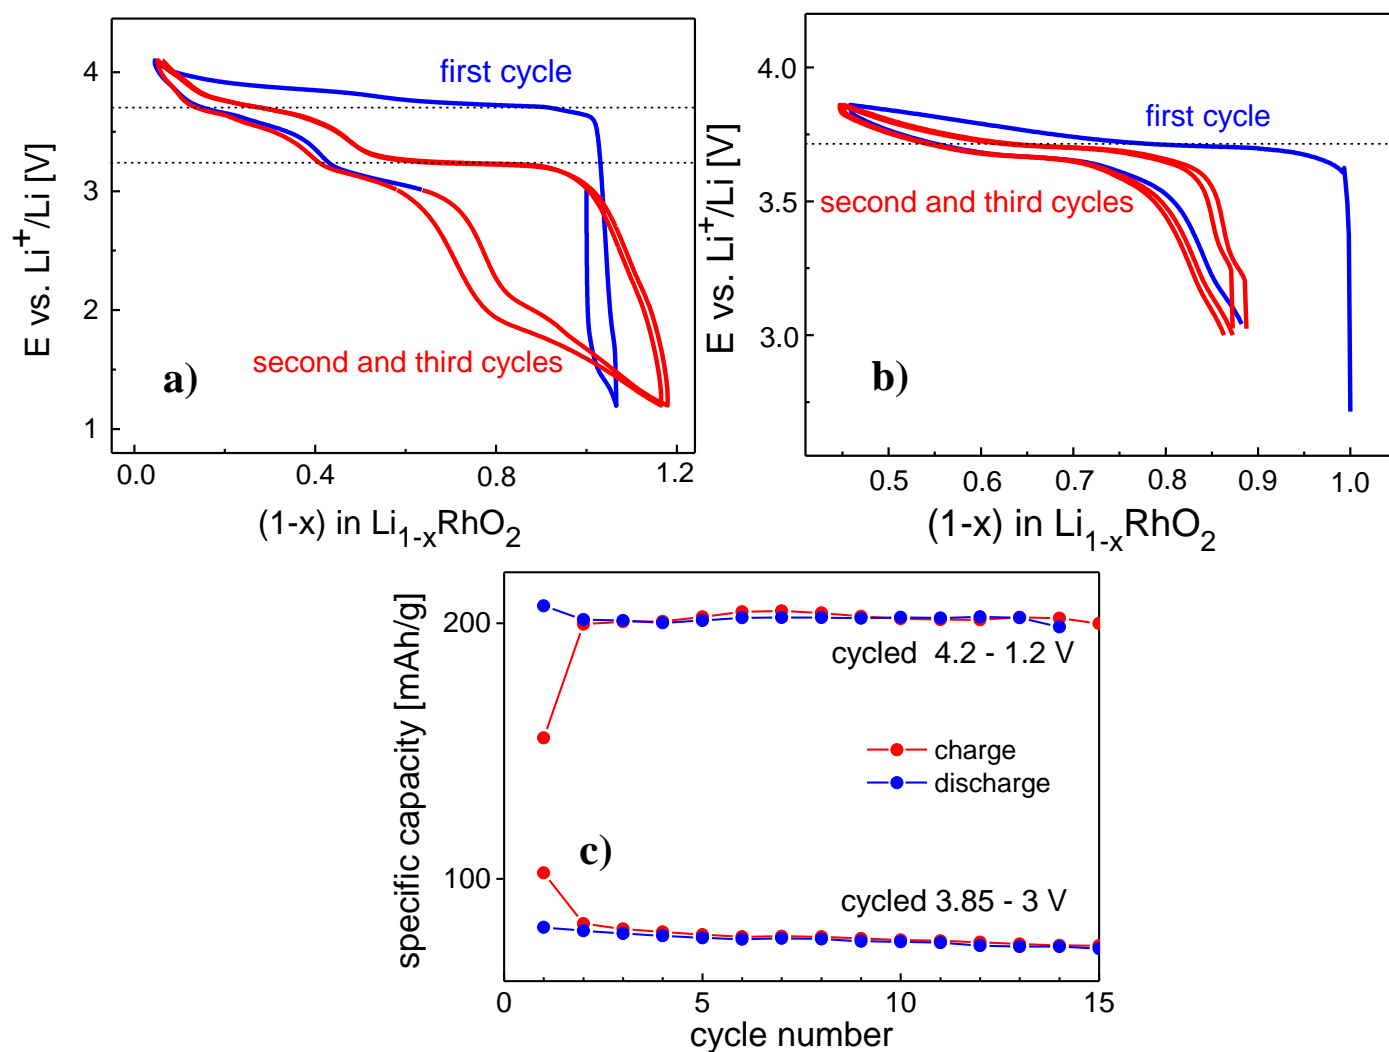 4
3
2
1
E vs. Li⁺/Li [V]
first cycle
second and third cycles
a)
0.0
0.4
0.8
1.2
(1-x) in Li₁₋ₓRhO₂
4.0
3.5
3.0
E vs. Li⁺/Li [V]
first cycle
second and third cycles
b)
0.5
0.6
0.7
0.8
0.9
1.0
(1-x) in Li₁₋ₓRhO₂
200
100
specific capacity [mAh/g]
cycled 4.2 - 1.2 V
charge
discharge
c)
cycled 3.85 - 3 V
0
5
10
15
cycle number